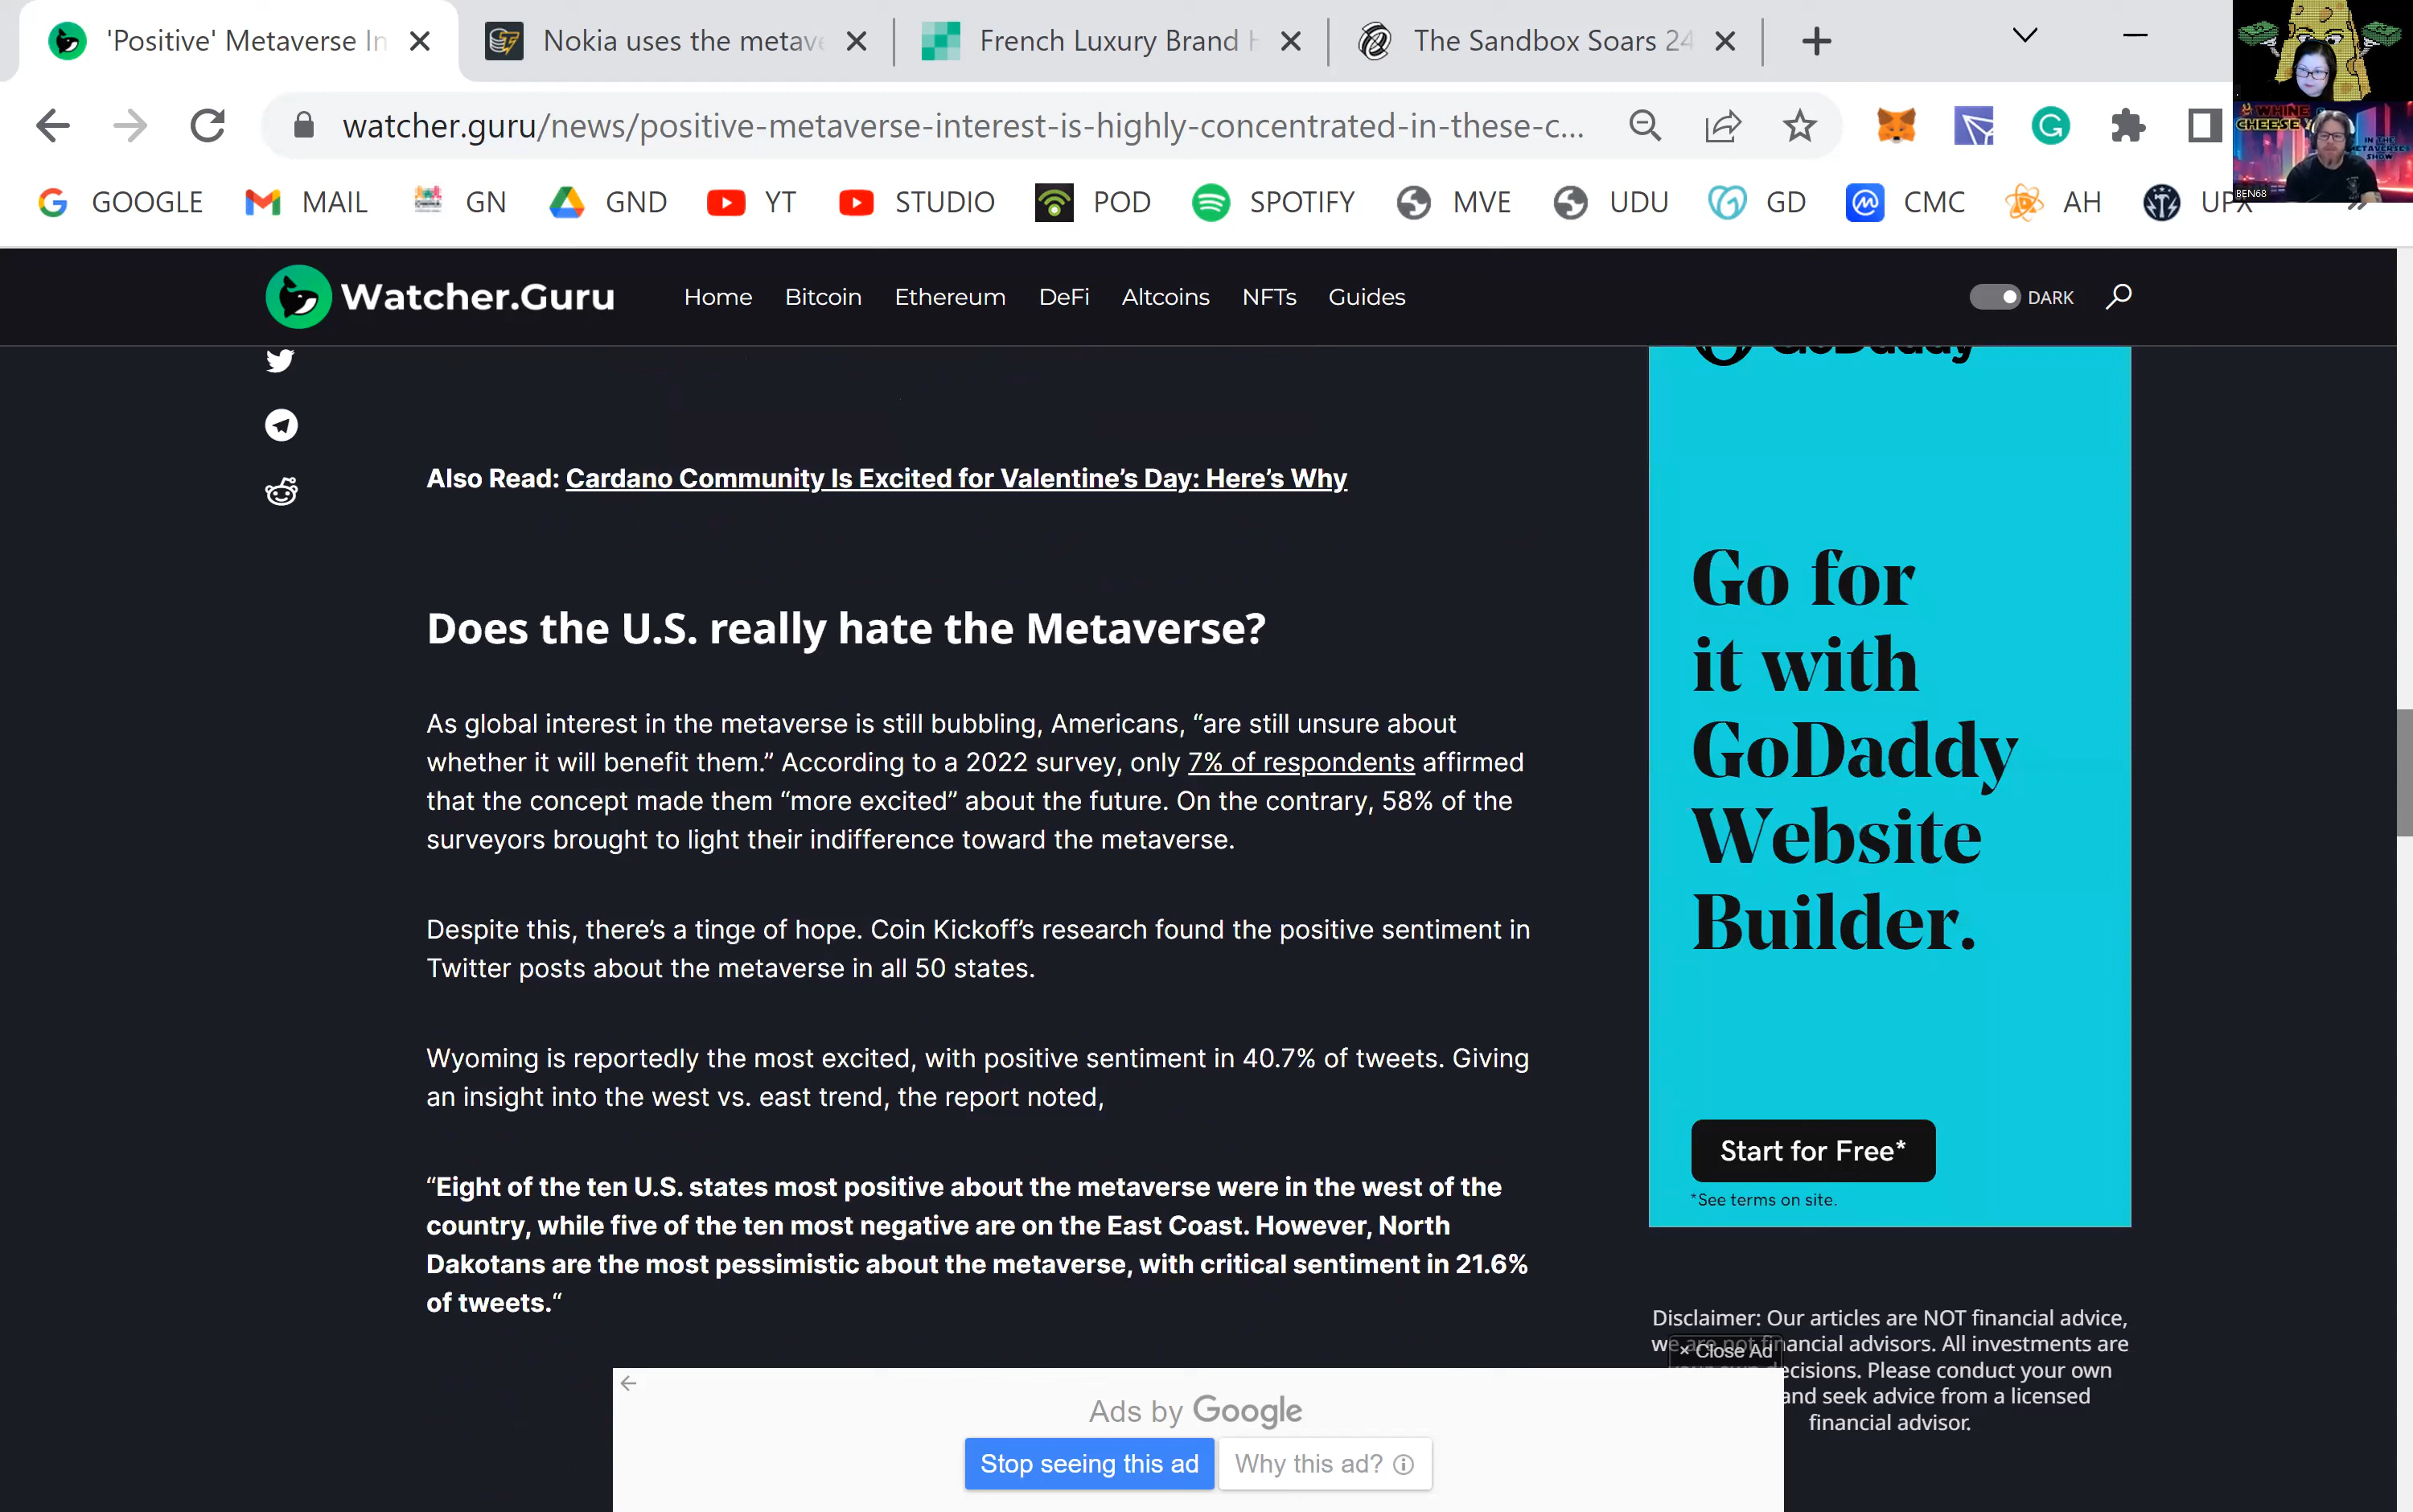 'Positive' Metaverse In
Nokia uses the metave
French Luxury Brand H
The Sandbox Soars 24
watcher.guru/news/positive-metaverse-interest-is-highly-concentrated-in-these-c...
GOOGLE MAIL GN GND YT STUDIO POD SPOTIFY MVE UDU GD CMC AH UPX
WHINE
CHEESE
IN THE
METAVERSE
SHOW
BEN68
Watcher.Guru Home Bitcoin Ethereum DeFi Altcoins NFTs Guides DARK
Also Read: Cardano Community Is Excited for Valentine's Day: Here's Why
Does the U.S. really hate the Metaverse?
As global interest in the metaverse is still bubbling, Americans, “are still unsure about
whether it will benefit them.” According to a 2022 survey, only 7% of respondents affirmed
that the concept made them “more excited” about the future. On the contrary, 58% of the
surveyors brought to light their indifference toward the metaverse.
Despite this, there's a tinge of hope. Coin Kickoff's research found the positive sentiment in
Twitter posts about the metaverse in all 50 states.
Wyoming is reportedly the most excited, with positive sentiment in 40.7% of tweets. Giving
an insight into the west vs. east trend, the report noted,
“Eight of the ten U.S. states most positive about the metaverse were in the west of the
country, while five of the ten most negative are on the East Coast. However, North
Dakotans are the most pessimistic about the metaverse, with critical sentiment in 21.6%
of tweets.“
GoDaddy
Go for
it with
GoDaddy
Website
Builder.
Start for Free*
*See terms on site.
Disclaimer: Our articles are NOT financial advice,
we are not financial advisors. All investments are
decisions. Please conduct your own
and seek advice from a licensed
financial advisor.
× Close Ad
Ads by Google
Stop seeing this ad
Why this ad?